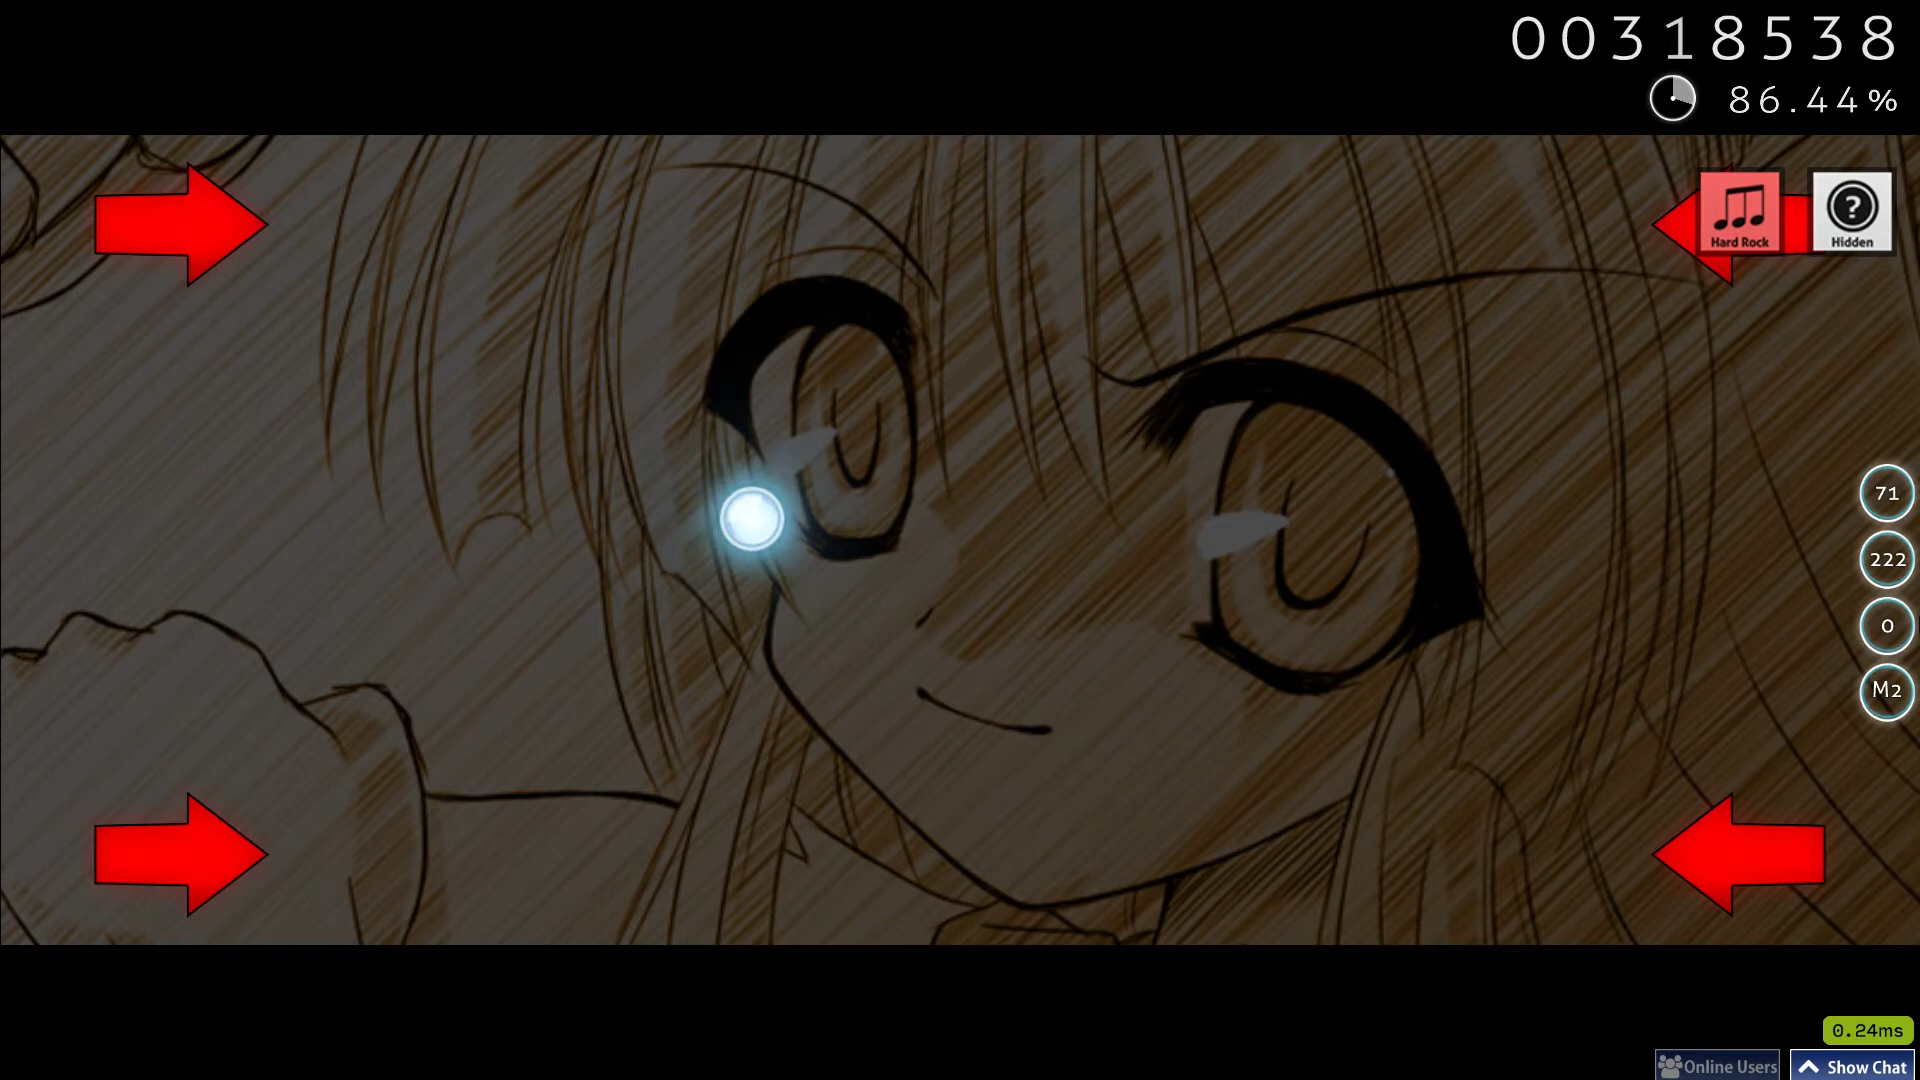 00318538
86.44%
Hard Rock
?
Hidden
71
222
0
M2
0.24ms
Online Users
Show Chat